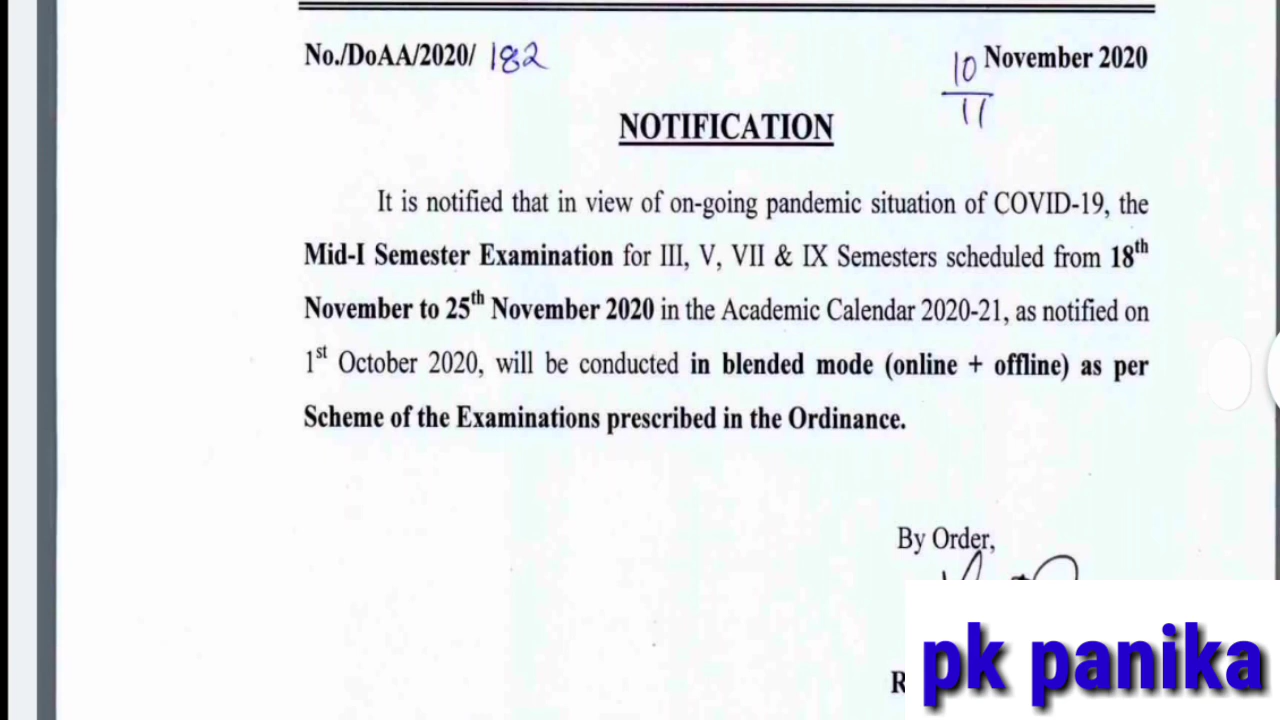 No./DoAA/2020/ 182
10 November 2020
11
NOTIFICATION
It is notified that in view of on-going pandemic situation of COVID-19, the
Mid-I Semester Examination for III, V, VII & IX Semesters scheduled from 18th
November to 25th November 2020 in the Academic Calendar 2020-21, as notified on
1st October 2020, will be conducted in blended mode (online + offline) as per
Scheme of the Examinations prescribed in the Ordinance.
By Order,
R
pk panika